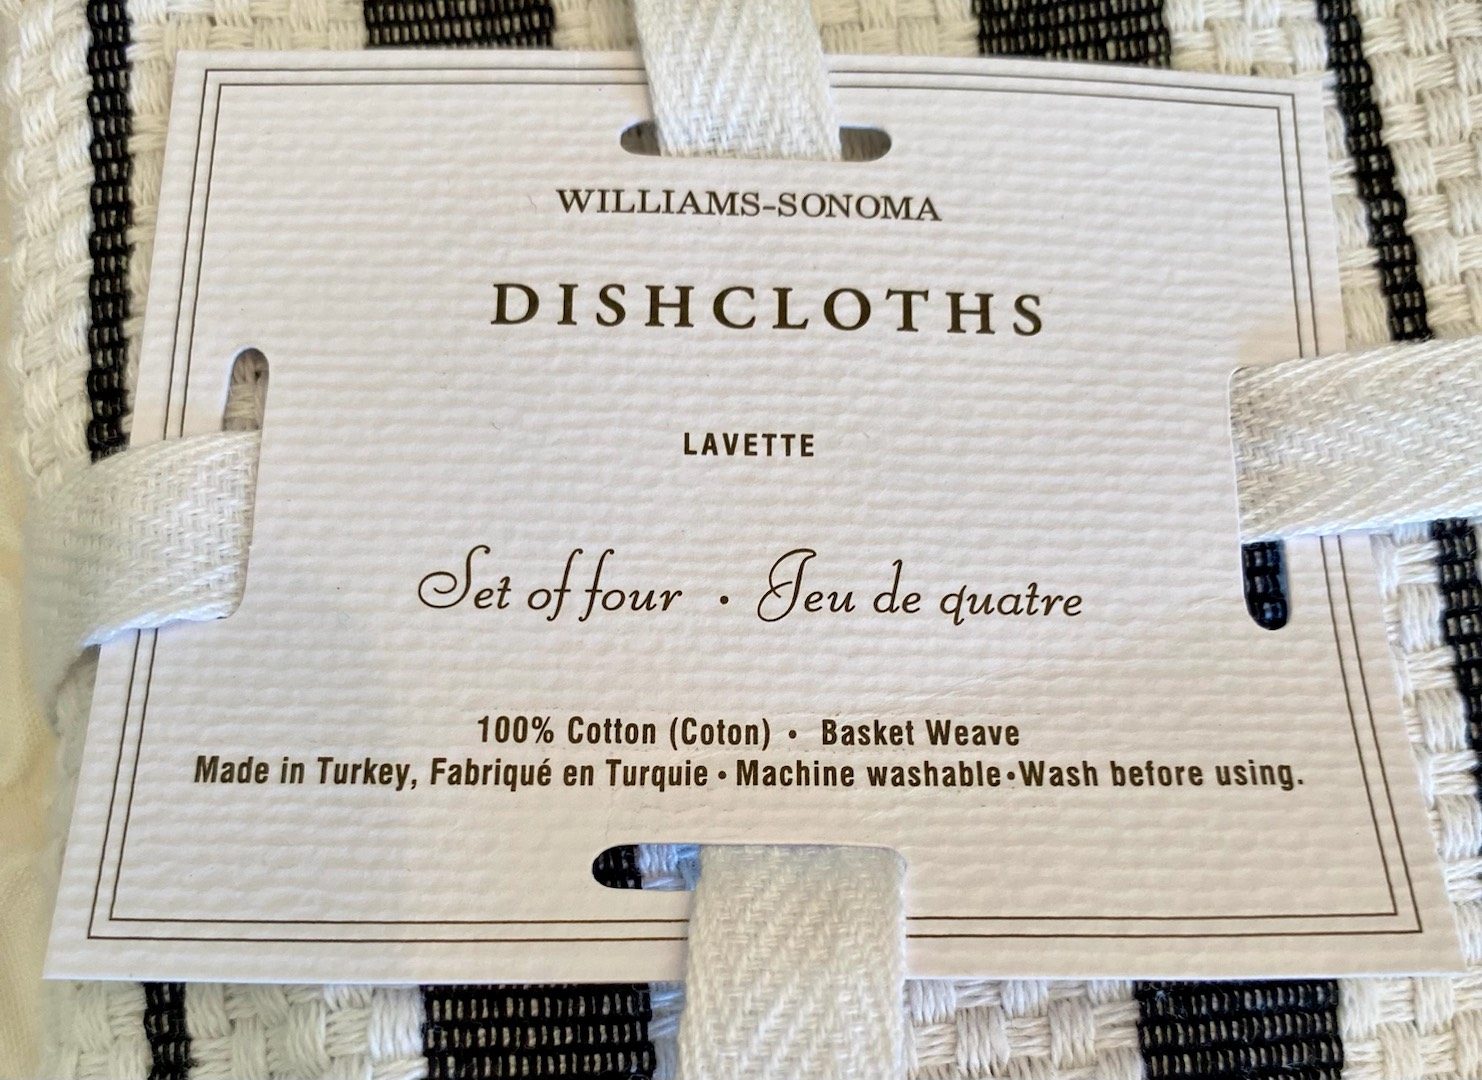 WILLIAMS-SONOMA
DISHCLOTHS
LAVETTE
Set of four • Jeu de quatre
100% Cotton (Coton) • Basket Weave
Made in Turkey, Fabriqué en Turquie • Machine washable • Wash before using.